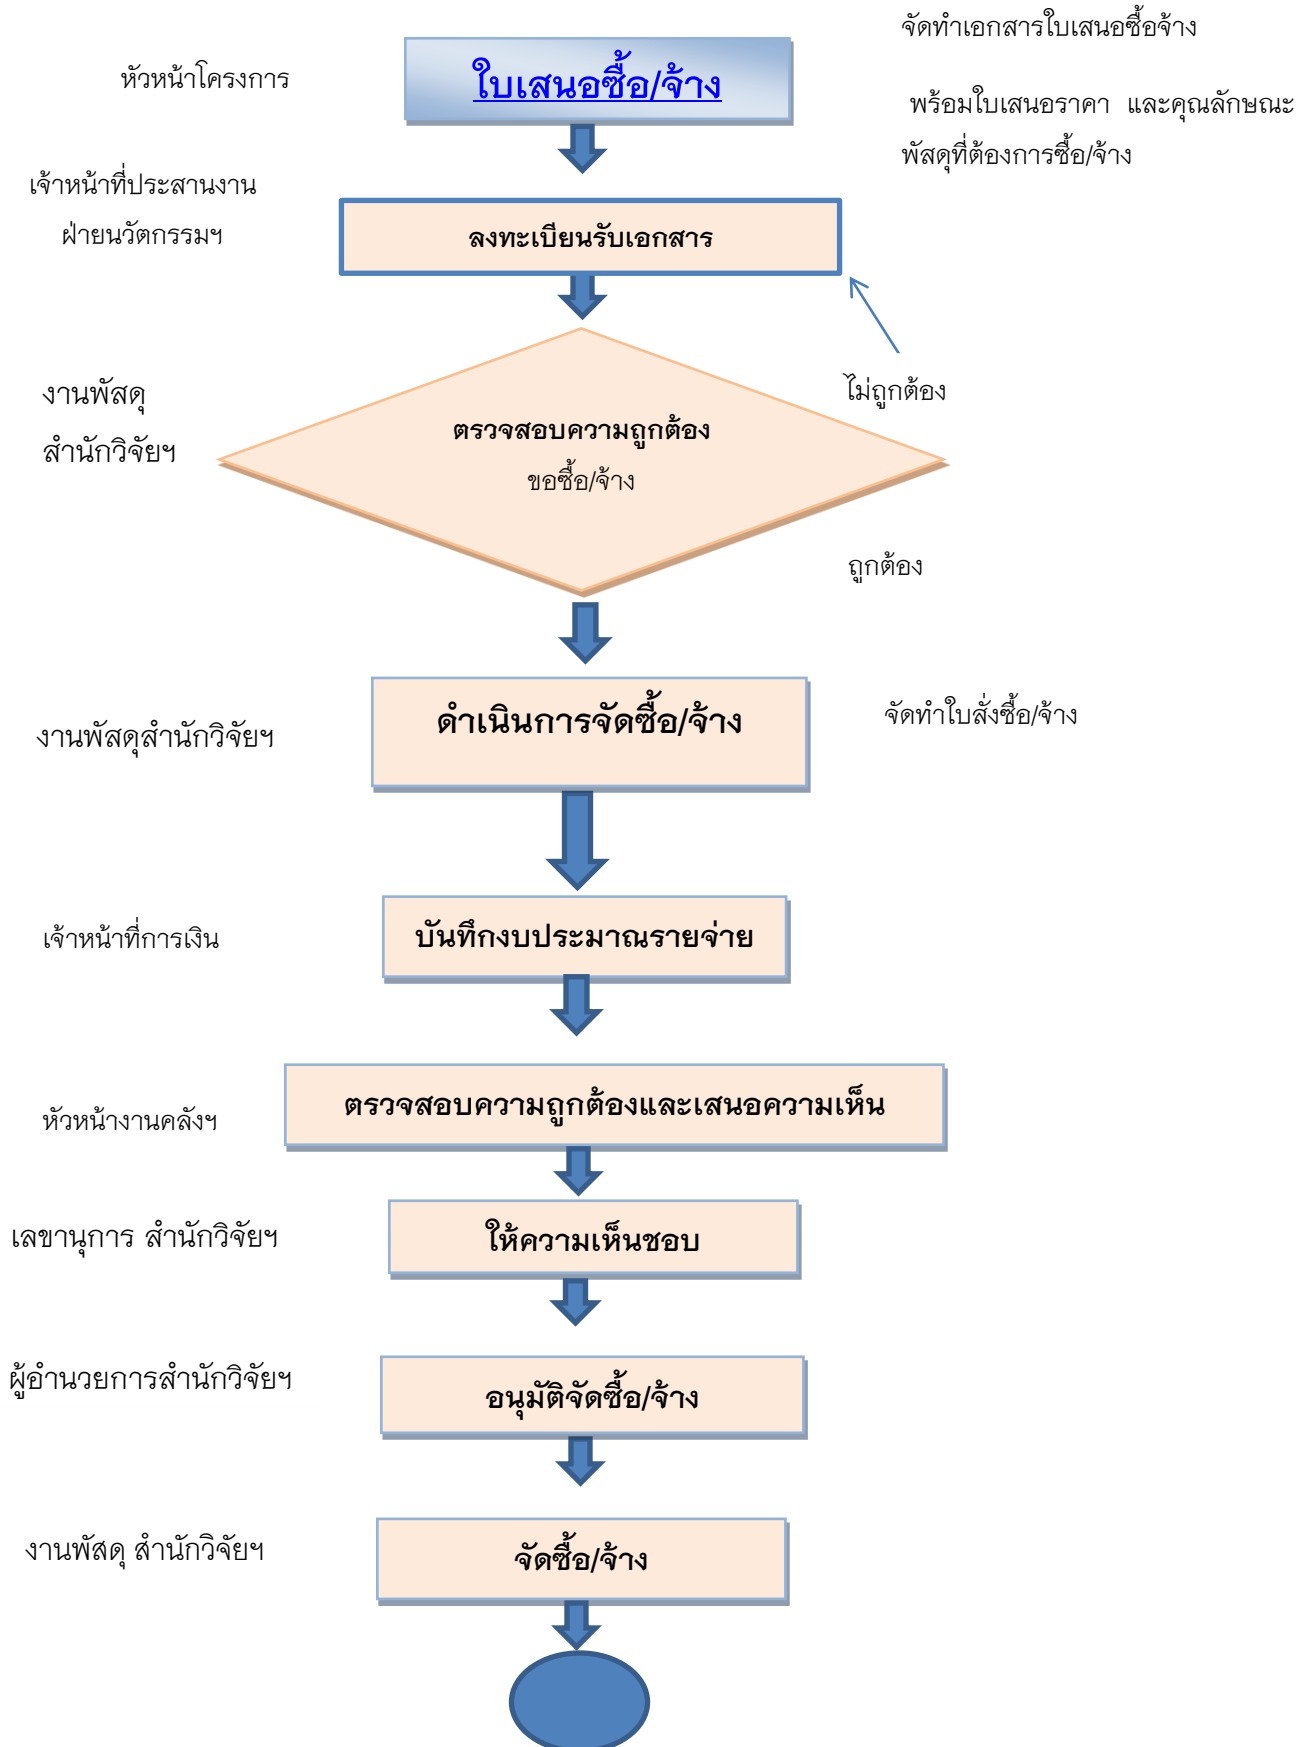 จัดทำเอกสารใบเสนอซื้อจ้าง
หัวหน้าโครงการ
ใบเสนอซื้อ/จ้าง
พร้อมใบเสนอราคา และคุณลักษณะ
พัสดุที่ต้องการซื้อ/จ้าง
เจ้าหน้าที่ประสานงาน
ฝ่ายนวัตกรรมฯ
ลงทะเบียนรับเอกสาร
งานพัสดุ
สำนักวิจัยฯ
ไม่ถูกต้อง
ตรวจสอบความถูกต้อง
ขอซื้อ/จ้าง
ถูกต้อง
งานพัสดุสำนักวิจัยฯ
ดำเนินการจัดซื้อ/จ้าง
จัดทำใบสั่งซื้อ/จ้าง
เจ้าหน้าที่การเงิน
บันทึกงบประมาณรายจ่าย
หัวหน้างานคลังฯ
ตรวจสอบความถูกต้องและเสนอความเห็น
เลขานุการ สำนักวิจัยฯ
ให้ความเห็นชอบ
ผู้อำนวยการสำนักวิจัยฯ
อนุมัติจัดซื้อ/จ้าง
งานพัสดุ สำนักวิจัยฯ
จัดซื้อ/จ้าง